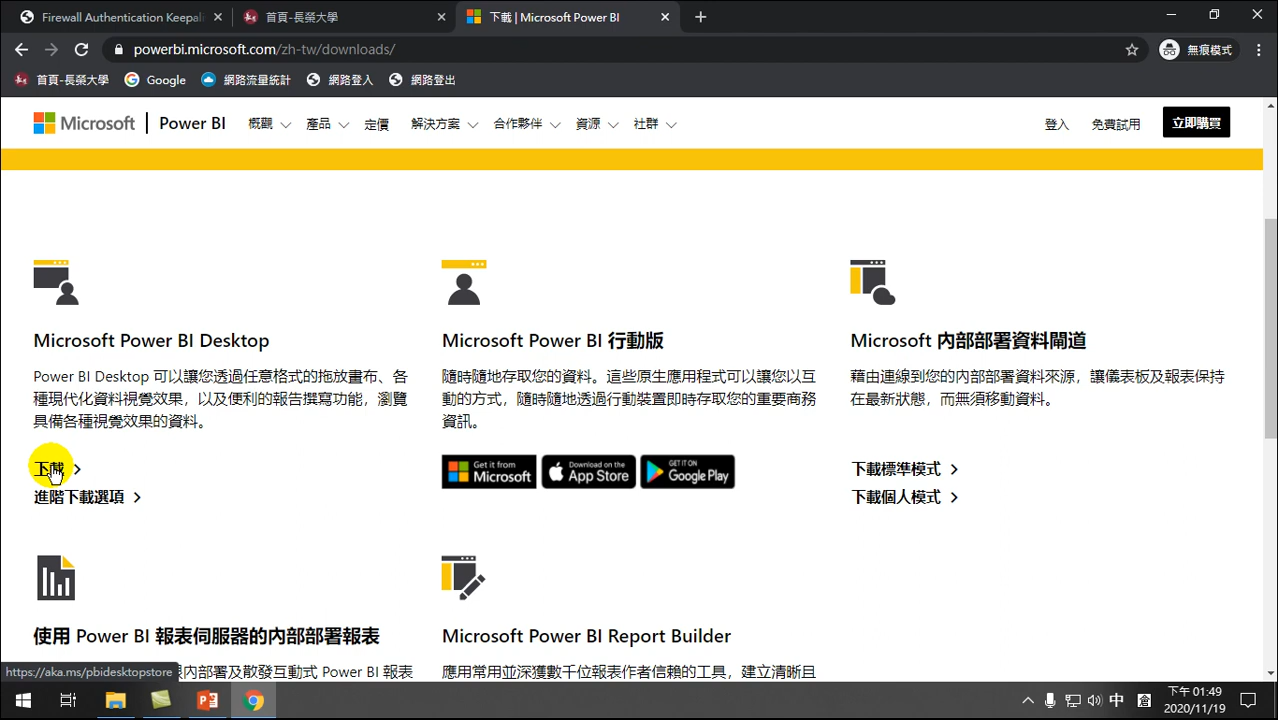 Firewall Authentication Keepali
首頁-長榮大學
下載 | Microsoft Power BI
powerbi.microsoft.com/zh-tw/downloads/
無痕模式
首頁-長榮大學
Google
網路流量統計
網路登入
網路登出
Microsoft
Power BI
概觀
產品
定價
解決方案
合作夥伴
資源
社群
登入
免費試用
立即購買
Microsoft Power BI Desktop
Power BI Desktop 可以讓您透過任意格式的拖放畫布、各
種現代化資料視覺效果，以及便利的報告撰寫功能，瀏覽
具備各種視覺效果的資料。
下載
進階下載選項
Microsoft Power BI 行動版
隨時隨地存取您的資料。這些原生應用程式可以讓您以互
動的方式，隨時隨地透過行動裝置即時存取您的重要商務
資訊。
Get it from
Microsoft
Download on the
App Store
GET IT ON
Google Play
Microsoft 內部部署資料閘道
藉由連線到您的內部部署資料來源，讓儀表板及報表保持
在最新狀態，而無須移動資料。
下載標準模式
下載個人模式
使用 Power BI 報表伺服器的內部部署報表
內部部署及散發互動式 Power BI 報表
Microsoft Power BI Report Builder
應用常用並深獲數千位報表作者信賴的工具，建立清晰且
https://aka.ms/pbidesktopstore
中
下午 01:49
2020/11/19